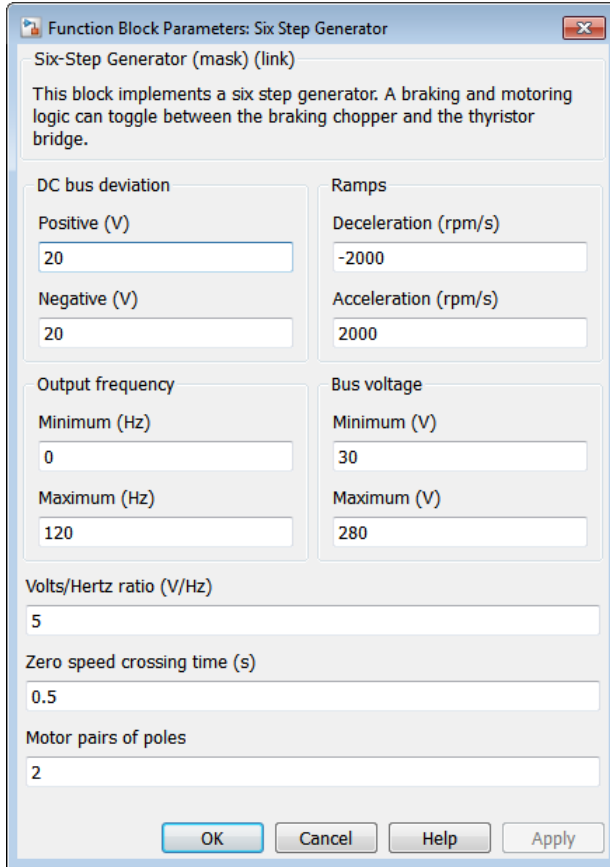 Function Block Parameters: Six Step Generator
Six-Step Generator (mask) (link)
This block implements a six step generator. A braking and motoring
logic can toggle between the braking chopper and the thyristor
bridge.
DC bus deviation
Positive (V)
20
Negative (V)
20
Ramps
Deceleration (rpm/s)
-2000
Acceleration (rpm/s)
2000
Output frequency
Minimum (Hz)
0
Maximum (Hz)
120
Bus voltage
Minimum (V)
30
Maximum (V)
280
Volts/Hertz ratio (V/Hz)
5
Zero speed crossing time (s)
0.5
Motor pairs of poles
2
OK Cancel Help Apply